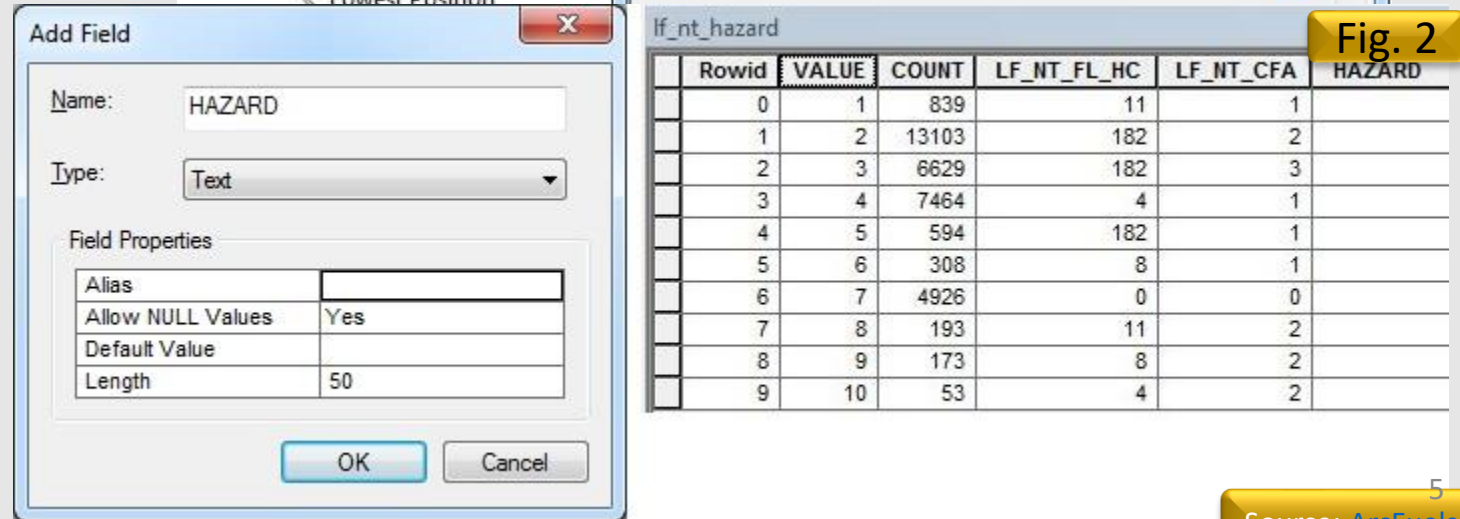 Lowest Position
Add Field
Name: HAZARD
Type: Text
Field Properties
Alias
Allow NULL Values Yes
Default Value
Length 50
OK Cancel
lf_nt_hazard
Fig. 2
Rowid VALUE COUNT LF_NT_FL_HC LF_NT_CFA HAZARD
0 1 839 11 1
1 2 13103 182 2
2 3 6629 182 3
3 4 7464 4 1
4 5 594 182 1
5 6 308 8 1
6 7 4926 0 0
7 8 193 11 2
8 9 173 8 2
9 10 53 4 2
5
Source: ArcFuels